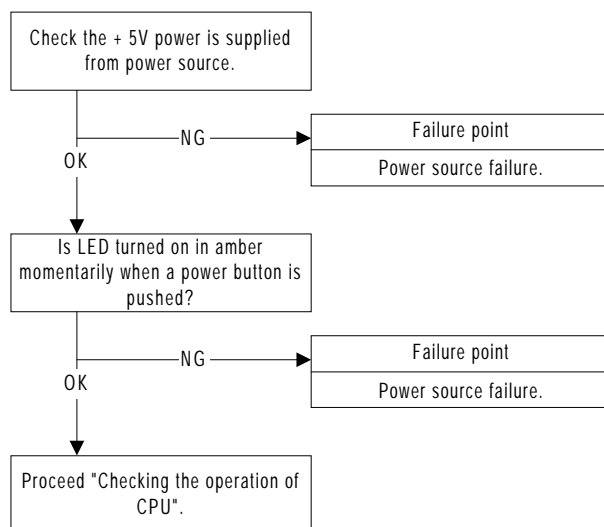 Check the + 5V power is supplied
from power source.
NG
Failure point
OK
Power source failure.
Is LED turned on in amber
momentarily when a power button is
pushed?
NG
Failure point
OK
Power source failure.
Proceed "Checking the operation of
CPU".